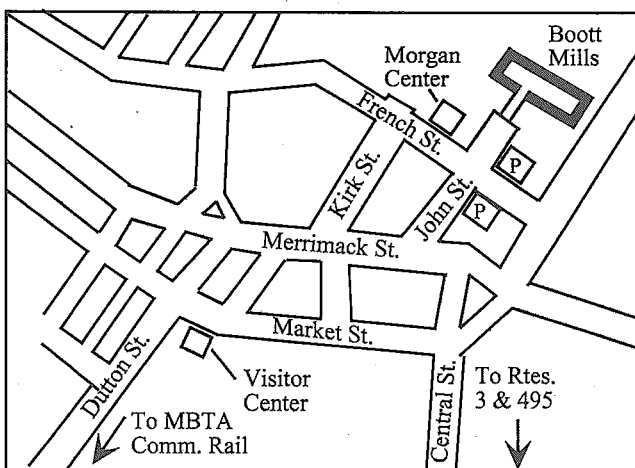 Boott
Mills
Morgan
Center
French St.
P
Kirk St.
John St.
P
Merrimack St.
Market St.
Dutton St.
Visitor
Center
Central St.
To Rtes.
3 & 495
To MBTA
Comm. Rail